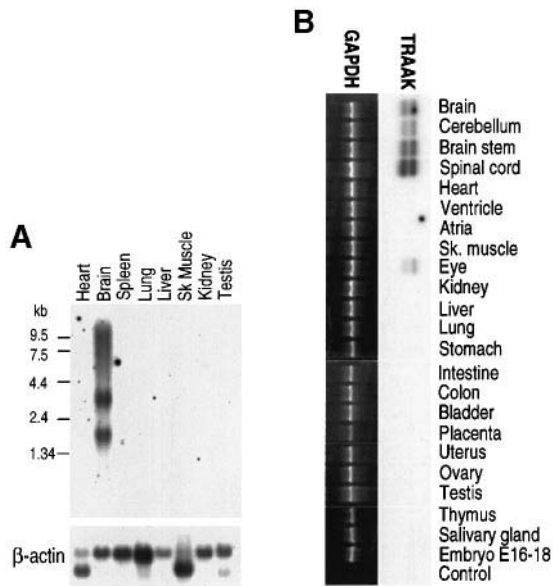 A
Heart
Brain
Spleen
Lung
Liver
Sk Muscle
Kidney
Testis
kb
9.5
7.5
4.4
2.4
1.34
β-actin
B
GAPDH
TRAAK
Brain
Cerebellum
Brain stem
Spinal cord
Heart
Ventricle
Atria
Sk. muscle
Eye
Kidney
Liver
Lung
Stomach
Intestine
Colon
Bladder
Placenta
Uterus
Ovary
Testis
Thymus
Salivary gland
Embryo E16-18
Control